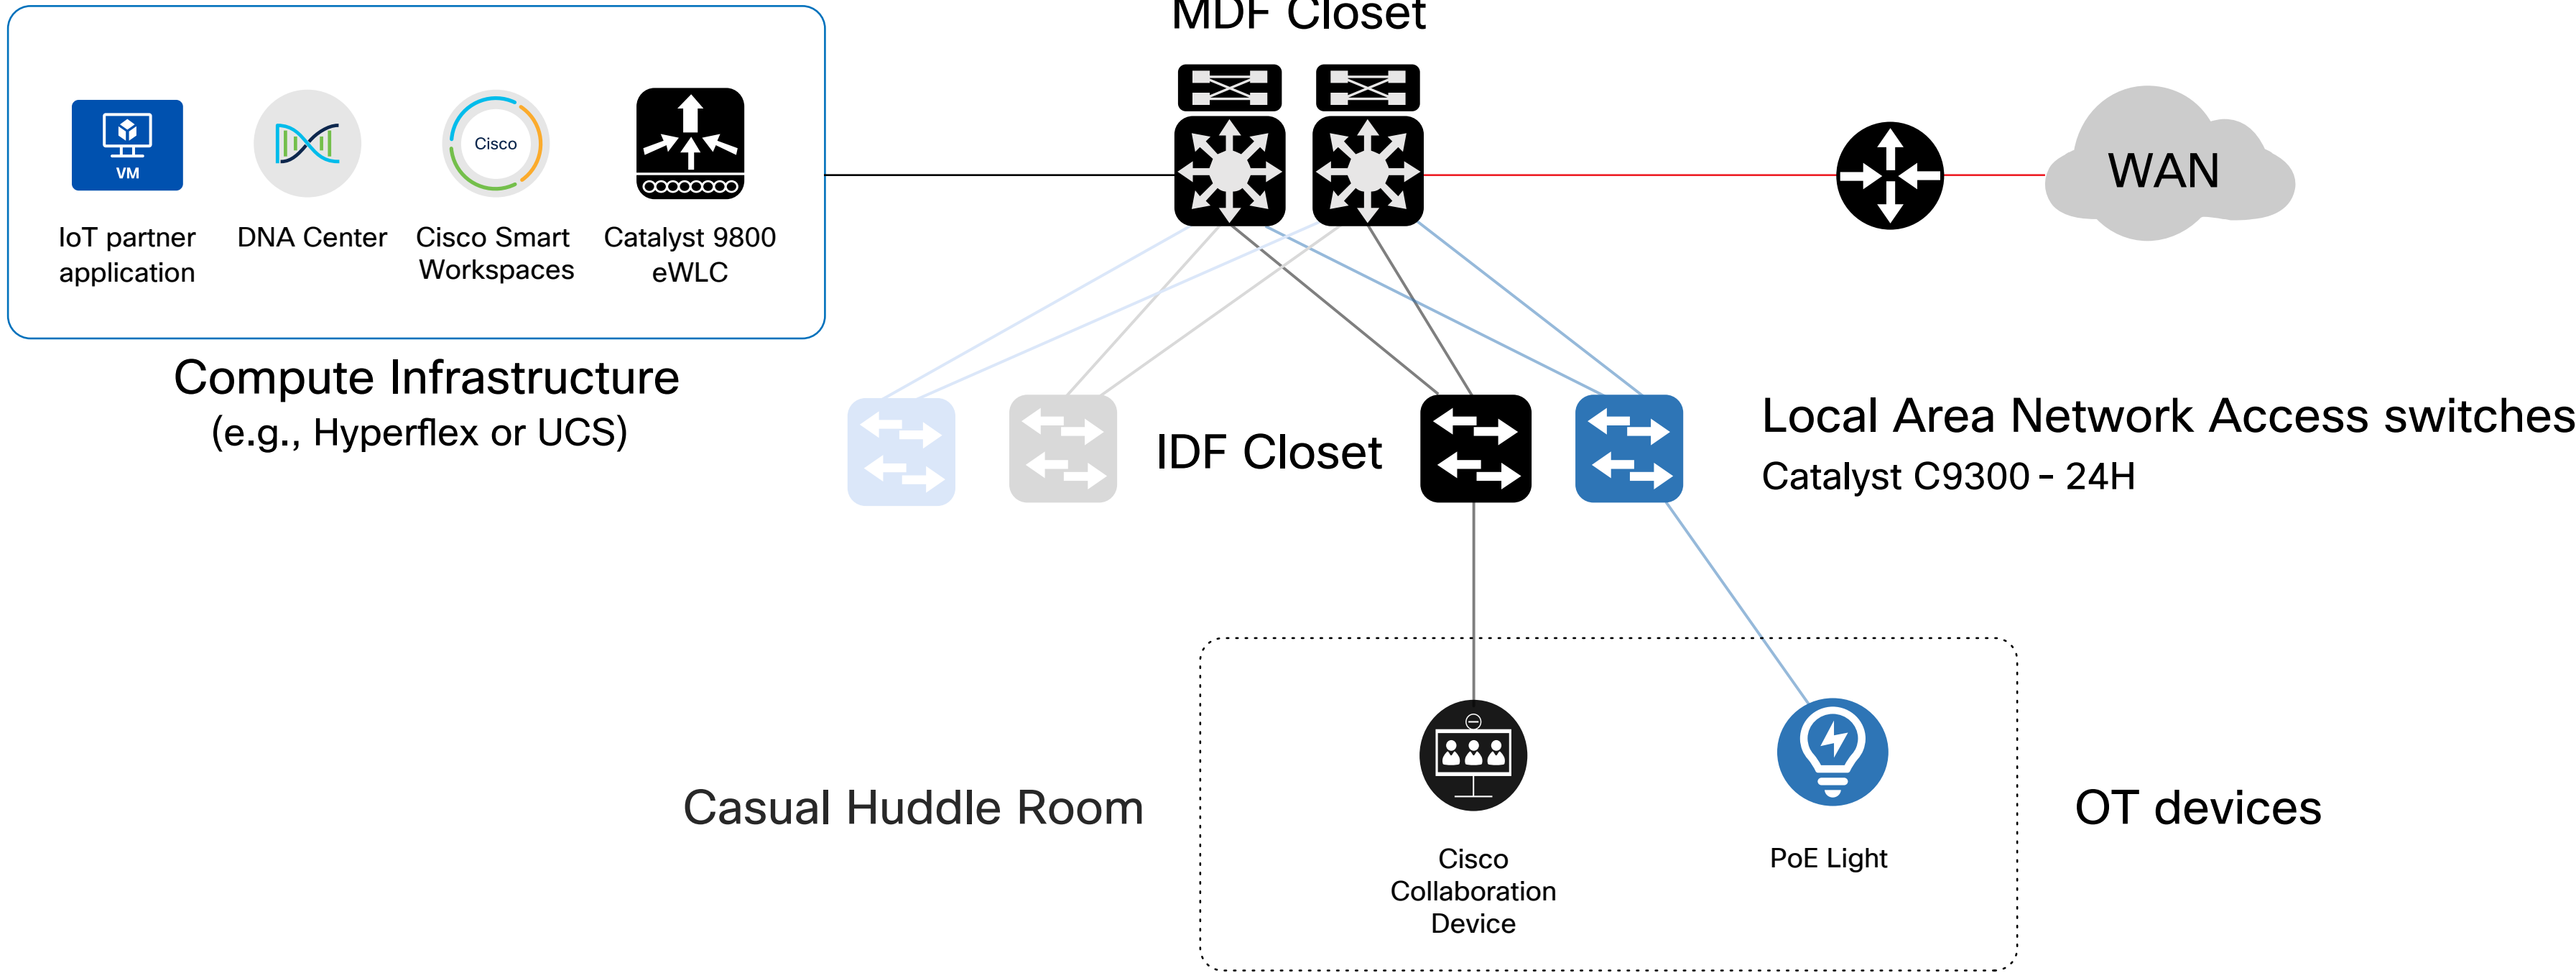 MDF Closet
VM
Cisco
IoT partner
application
DNA Center
Cisco Smart
Workspaces
Catalyst 9800
eWLC
WAN
Compute Infrastructure
(e.g., Hyperflex or UCS)
IDF Closet
Local Area Network Access switches
Catalyst C9300 - 24H
Casual Huddle Room
Cisco
Collaboration
Device
PoE Light
OT devices